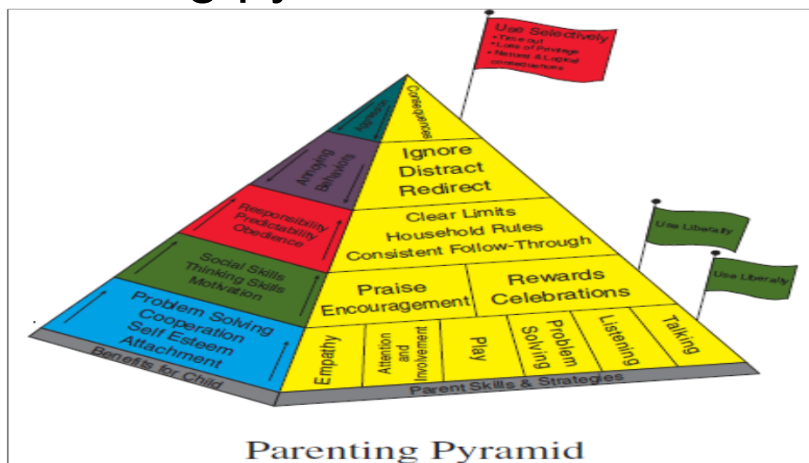 Use Selectively
• Time out
• Loss of Privilege
• Natural & Logical
consequences
Aggression
Consequences
Annoying
Behaviors
Ignore
Distract
Redirect
Responsibility
Predictability
Obedience
Clear Limits
Household Rules
Consistent Follow-Through
Use Liberally
Social Skills
Thinking Skills
Motivation
Praise
Encouragement
Rewards
Celebrations
Use Liberally
Problem Solving
Cooperation
Self Esteem
Attachment
Empathy
Attention
and
Involvement
Play
Problem
Solving
Listening
Talking
Benefits for Child
Parent Skills & Strategies
Parenting Pyramid